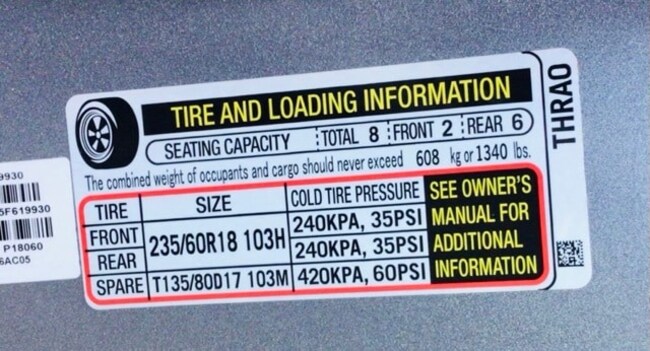 TIRE AND LOADING INFORMATION
SEATING CAPACITY TOTAL 8 FRONT 2 REAR 6
The combined weight of occupants and cargo should never exceed 608 kg or 1340 lbs.
TIRE SIZE COLD TIRE PRESSURE SEE OWNER'S
FRONT 235/60R18 103H 240KPA, 35PSI MANUAL FOR
REAR 240KPA, 35PSI ADDITIONAL
SPARE T135/80D17 103M 420KPA, 60PSI INFORMATION
THRAO
9930
5F619930
P18060
6AC05